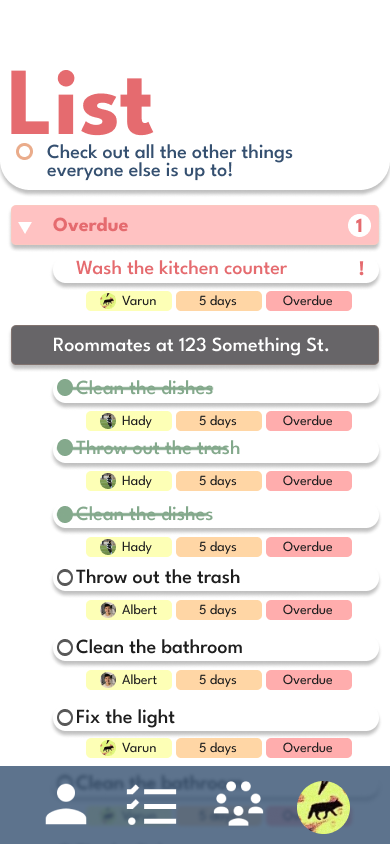 List
Check out all the other things
everyone else is up to!
Overdue 1
Wash the kitchen counter !
Varun 5 days Overdue
Roommates at 123 Something St.
Clean the dishes
Hady 5 days Overdue
Throw out the trash
Hady 5 days Overdue
Clean the dishes
Hady 5 days Overdue
Throw out the trash
Albert 5 days Overdue
Clean the bathroom
Albert 5 days Overdue
Fix the light
Varun 5 days Overdue
Clean the bathroom